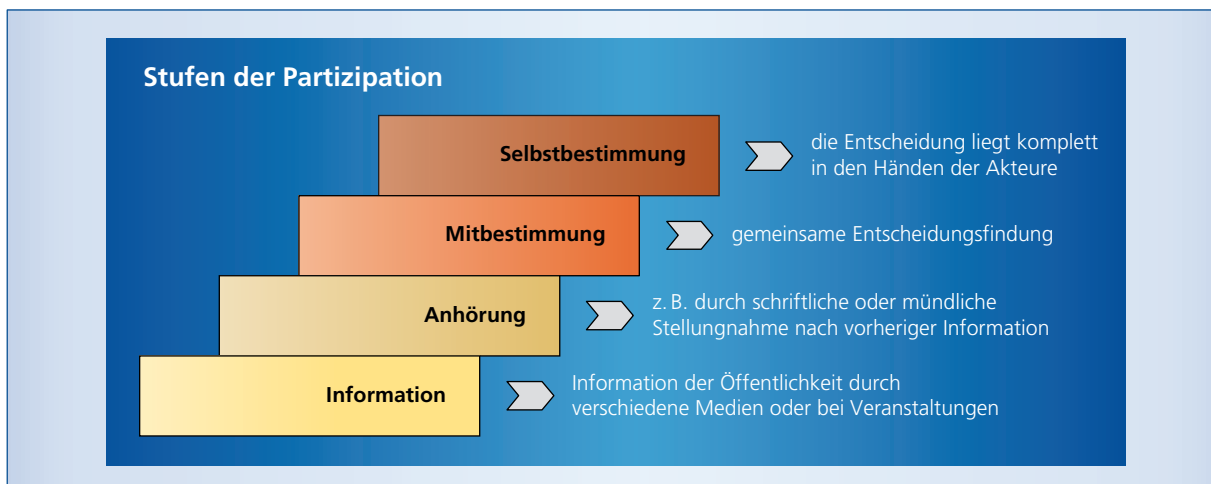 Stufen der Partizipation
Selbstbestimmung
die Entscheidung liegt komplett
in den Händen der Akteure
Mitbestimmung
gemeinsame Entscheidungsfindung
Anhörung
z. B. durch schriftliche oder mündliche
Stellungnahme nach vorheriger Information
Information
Information der Öffentlichkeit durch
verschiedene Medien oder bei Veranstaltungen